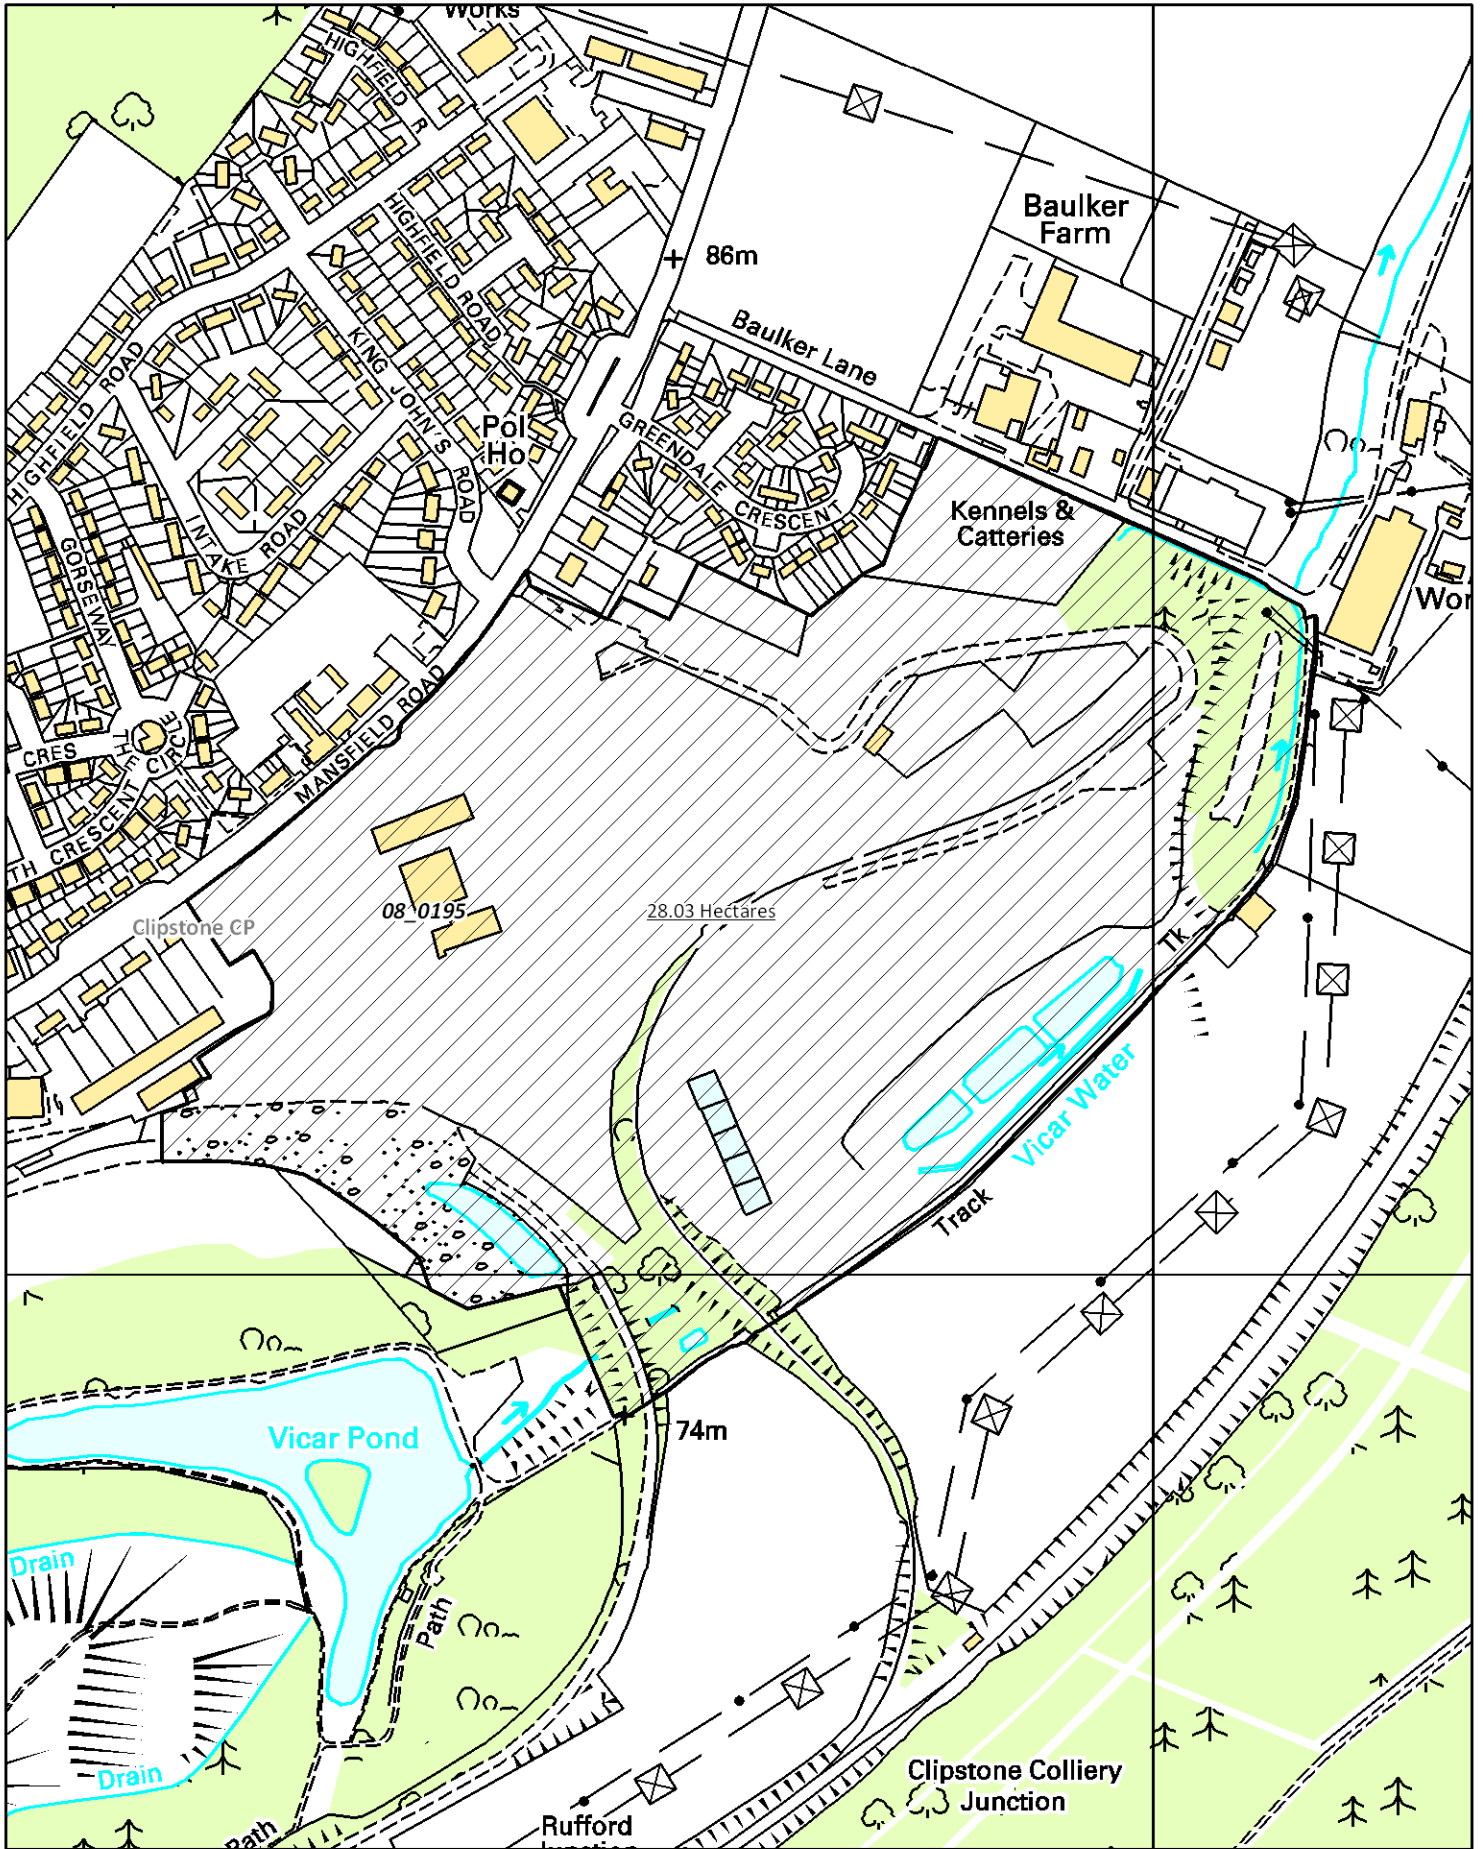 Works
HIGHFIELD R
HIGHFIELD ROAD
Baulker
Farm
86m
Baulker Lane
HIGHFIELD ROAD
KING JOHN'S ROAD
Pol
Ho
GREENDALE
CRESCENT
INTAKE ROAD
GORSEWAY
Kennels &
Catteries
Wor
CRES
THE
CIRCLE
TH CRESCENT
MANSFIELD ROAD
L
08_0195
28.03 Hectares
Clipstone CP
Tk
Vicar Water
Track
Vicar Pond
74m
Drain
Path
Drain
Path
Clipstone Colliery
Junction
Rufford